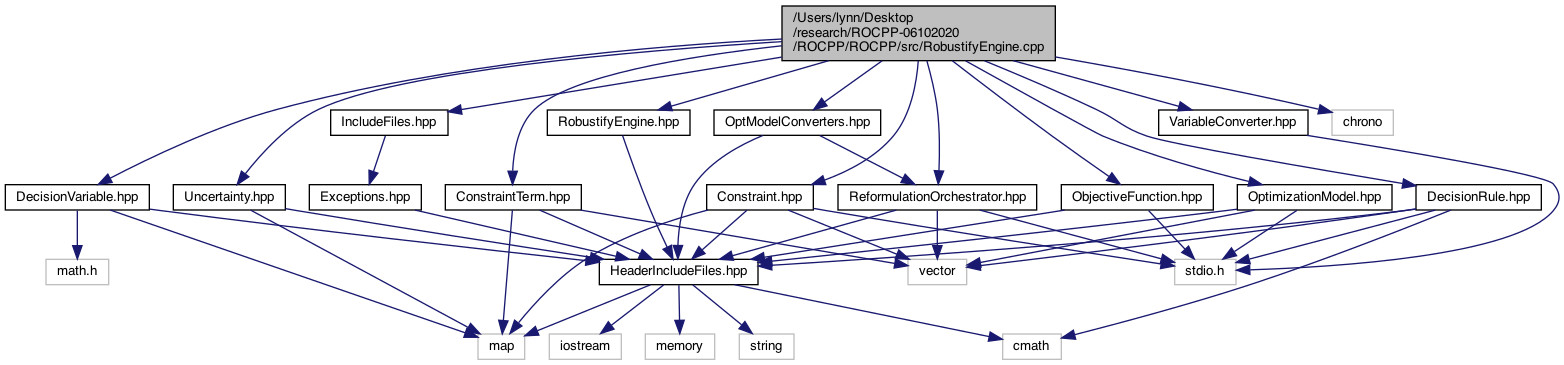 /Users/lynn/Desktop
/research/ROCPP-06102020
/ROCPP/ROCPP/src/RobustifyEngine.cpp
IncludeFiles.hpp
RobustifyEngine.hpp
OptModelConverters.hpp
VariableConverter.hpp
chrono
DecisionVariable.hpp
Uncertainty.hpp
Exceptions.hpp
ConstraintTerm.hpp
Constraint.hpp
ReformulationOrchestrator.hpp
ObjectiveFunction.hpp
OptimizationModel.hpp
DecisionRule.hpp
math.h
HeaderIncludeFiles.hpp
vector
stdio.h
map
iostream
memory
string
cmath